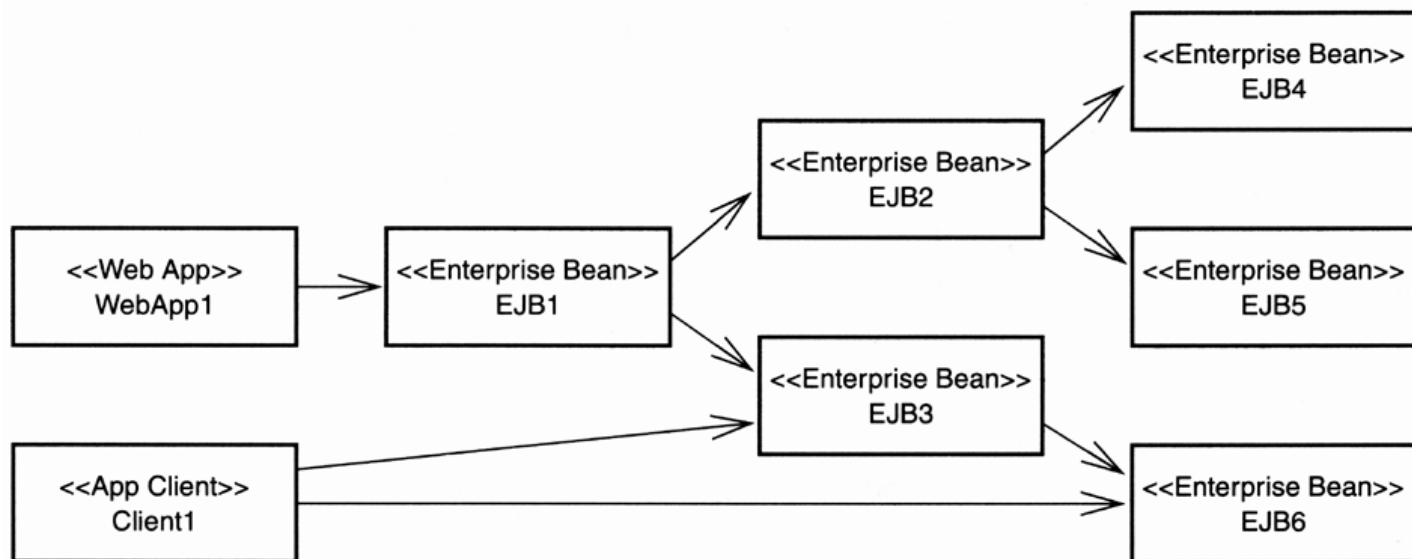 <<Enterprise Bean>>
EJB4
<<Enterprise Bean>>
EJB2
<<Web App>>
WebApp1
<<Enterprise Bean>>
EJB1
<<Enterprise Bean>>
EJB5
<<Enterprise Bean>>
EJB3
<<App Client>>
Client1
<<Enterprise Bean>>
EJB6